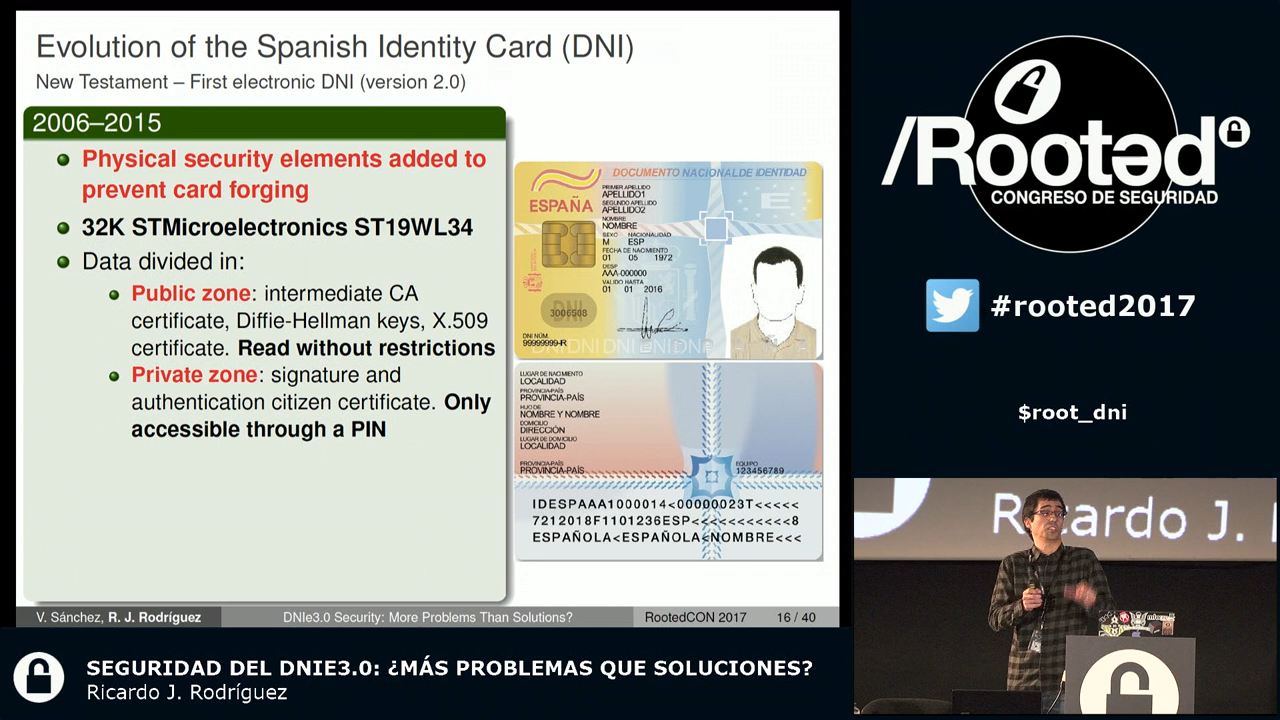 Evolution of the Spanish Identity Card (DNI)
New Testament – First electronic DNI (version 2.0)
2006–2015
Physical security elements added to
prevent card forging
32K STMicroelectronics ST19WL34
Data divided in:
Public zone: intermediate CA
certificate, Diffie-Hellman keys, X.509
certificate. Read without restrictions
Private zone: signature and
authentication citizen certificate. Only
accessible through a PIN
DOCUMENTO NACIONAL DE IDENTIDAD
ESPAÑA
PRIMER APELLIDO
APELLIDO1
SEGUNDO APELLIDO
APELLIDO2
NOMBRE
NOMBRE
SEXO NACIONALIDAD
M ESP
FECHA DE NACIMIENTO
01 05 1972
IDESP
AAA-000000
VALIDO HASTA
01 01 2016
DNI
3006508
DNI NÚM.
99999999-R
E
LUGAR DE NACIMIENTO
LOCALIDAD
PROVINCIA-PAÍS
PROVINCIA-PAÍS
HIJO DE
NOMBRE Y NOMBRE
DOMICILIO
DIRECCIÓN
LUGAR DE DOMICILIO
LOCALIDAD
PROVINCIA-PAÍS
PROVINCIA-PAÍS
EQUIPO
123456789
IDESPAAA1000014<00000023T<<<<<
7212018F1101236ESP<<<<<<<<<<<8
ESPAÑOLA<ESPAÑOLA<NOMBRE<<<
V. Sánchez, R. J. Rodríguez
DNIe3.0 Security: More Problems Than Solutions?
RootedCON 2017
16 / 40
/Rootəd
CONGRESO DE SEGURIDAD
#rooted2017
$root_dni
Ricardo J.
SEGURIDAD DEL DNIE3.0: ¿MÁS PROBLEMAS QUE SOLUCIONES?
Ricardo J. Rodríguez